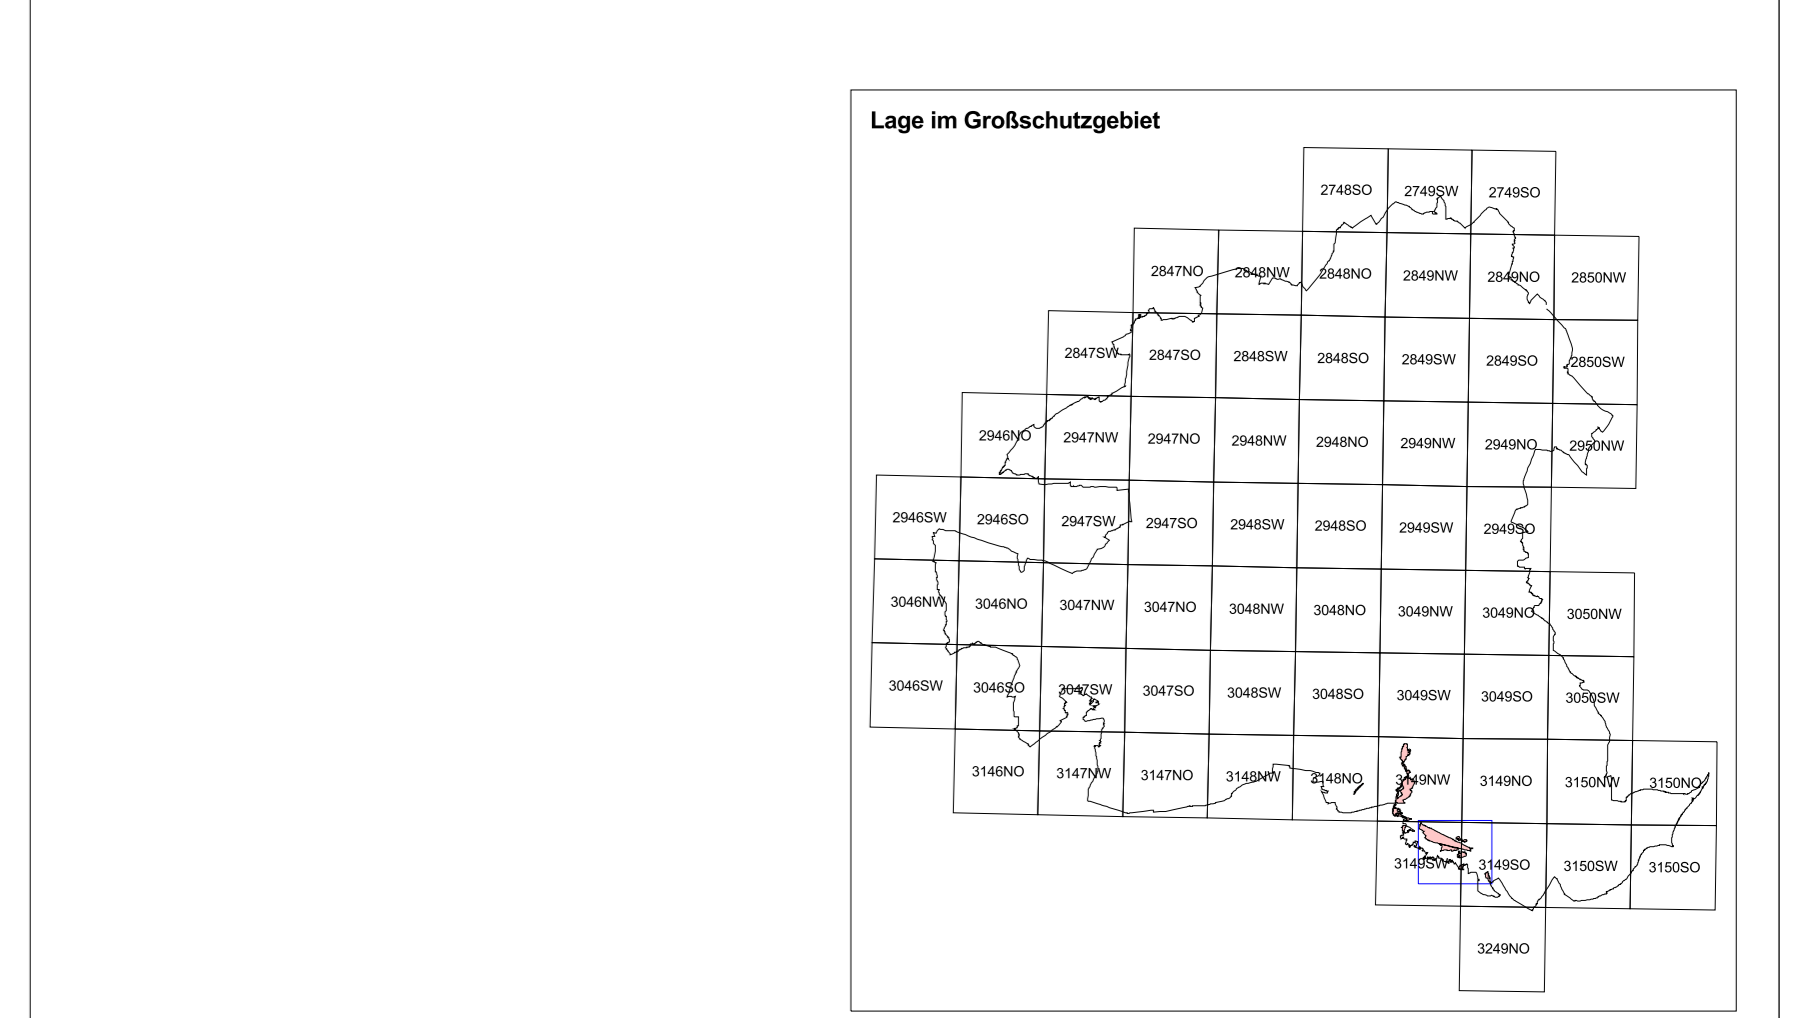 Lage im Großschutzgebiet
2748SO 2749SW 2749SO
2847NO 2848NW 2848NO 2849NW 2849NO 2850NW
2847SW 2847SO 2848SW 2848SO 2849SW 2849SO 2850SW
2946NO 2947NW 2947NO 2948NW 2948NO 2949NW 2949NO 2950NW
2946SW 2946SO 2947SW 2947SO 2948SW 2948SO 2949SW 2949SO
3046NW 3046NO 3047NW 3047NO 3048NW 3048NO 3049NW 3049NO 3050NW
3046SW 3046SO 3047SW 3047SO 3048SW 3048SO 3049SW 3049SO 3050SW
3146NO 3147NW 3147NO 3148NW 3148NO 3149NW 3149NO 3150NW 3150NO
3149SW 3149SO 3150SW 3150SO
3249NO